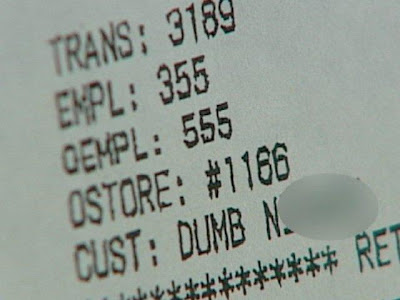 TRANS: 3189
EMPL: 355
OEMPL: 555
OSTORE: #1166
CUST: DUMB N
************* RET